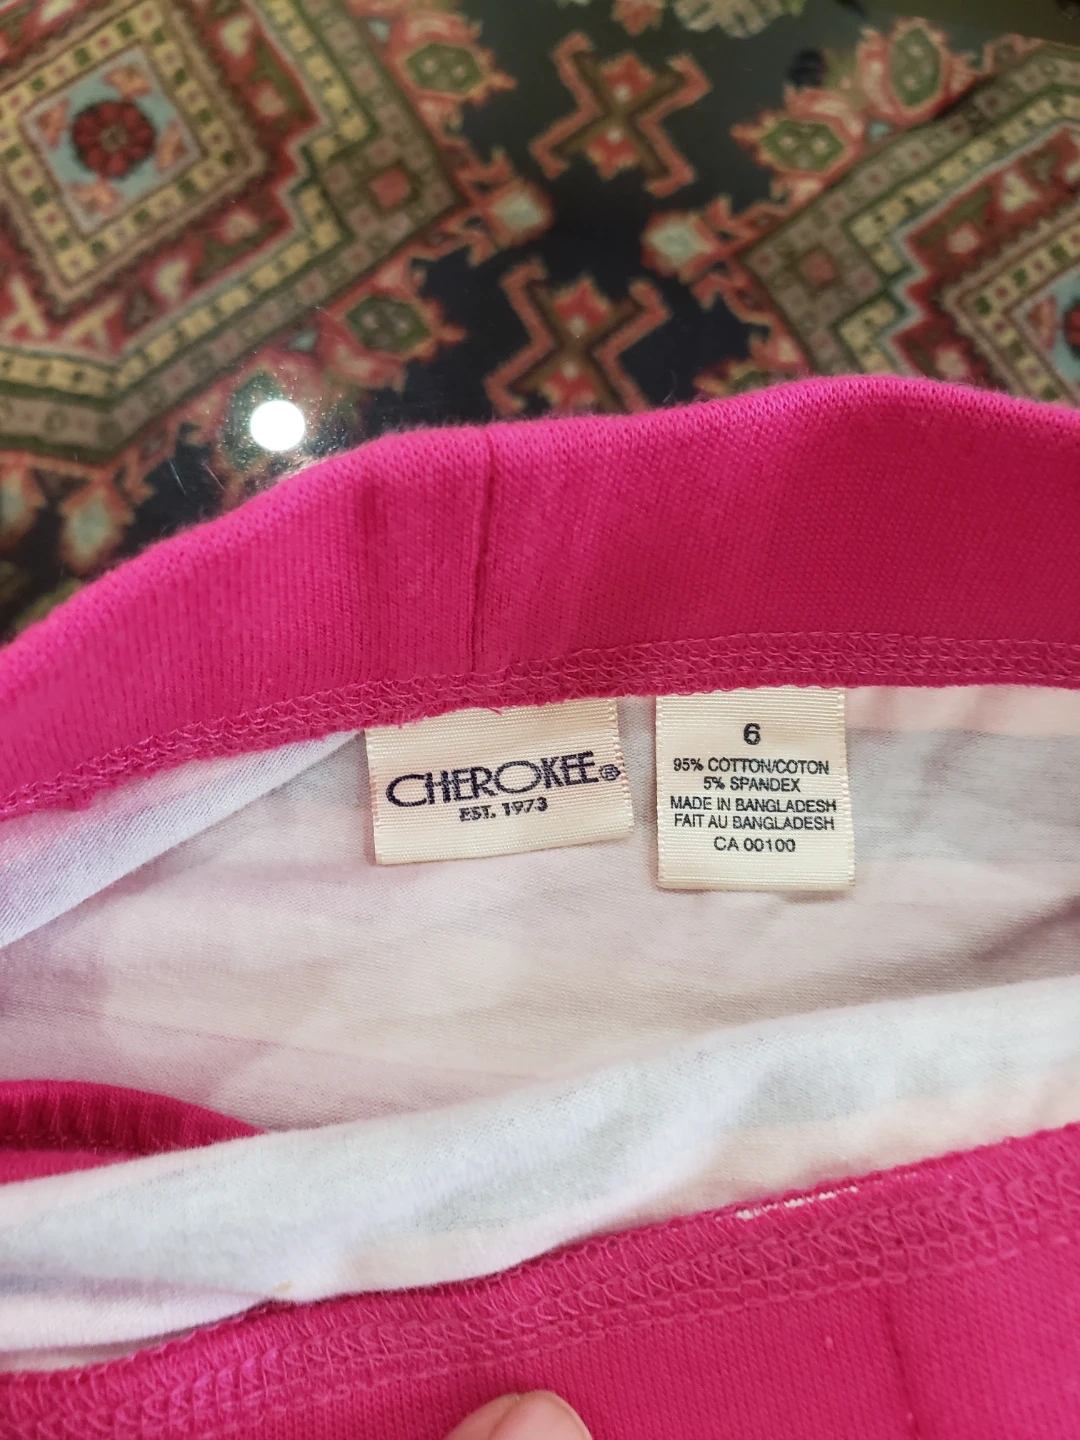 CHEROKEE®
EST. 1973
6
95% COTTON/COTON
5% SPANDEX
MADE IN BANGLADESH
FAIT AU BANGLADESH
CA 00100